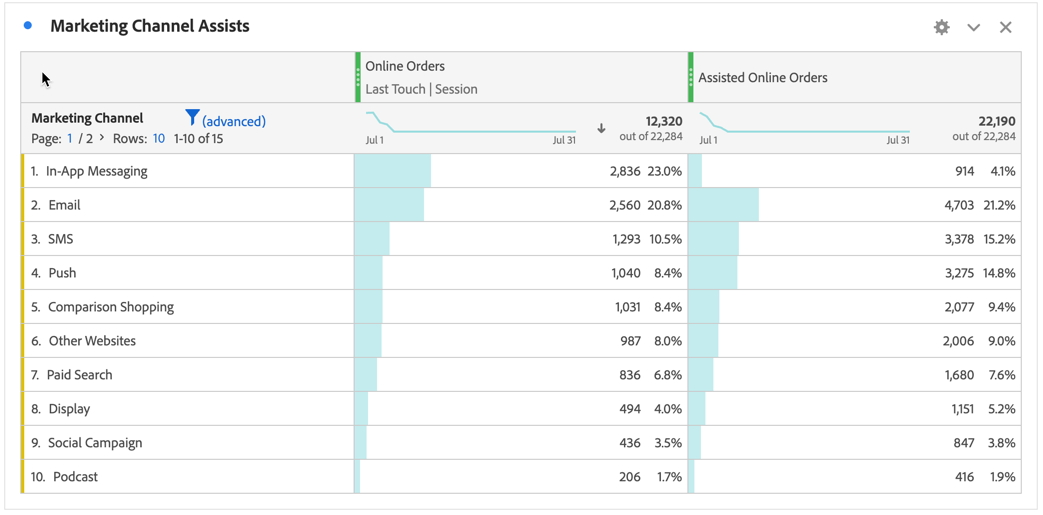 Marketing Channel Assists
Online Orders
Last Touch | Session
Assisted Online Orders
Marketing Channel (advanced)
Page: 1 / 2 > Rows: 10 1-10 of 15
Jul 1 Jul 31
12,320
out of 22,284
Jul 1 Jul 31
22,190
out of 22,284
1. In-App Messaging 2,836 23.0% 914 4.1%
2. Email 2,560 20.8% 4,703 21.2%
3. SMS 1,293 10.5% 3,378 15.2%
4. Push 1,040 8.4% 3,275 14.8%
5. Comparison Shopping 1,031 8.4% 2,077 9.4%
6. Other Websites 987 8.0% 2,006 9.0%
7. Paid Search 836 6.8% 1,680 7.6%
8. Display 494 4.0% 1,151 5.2%
9. Social Campaign 436 3.5% 847 3.8%
10. Podcast 206 1.7% 416 1.9%